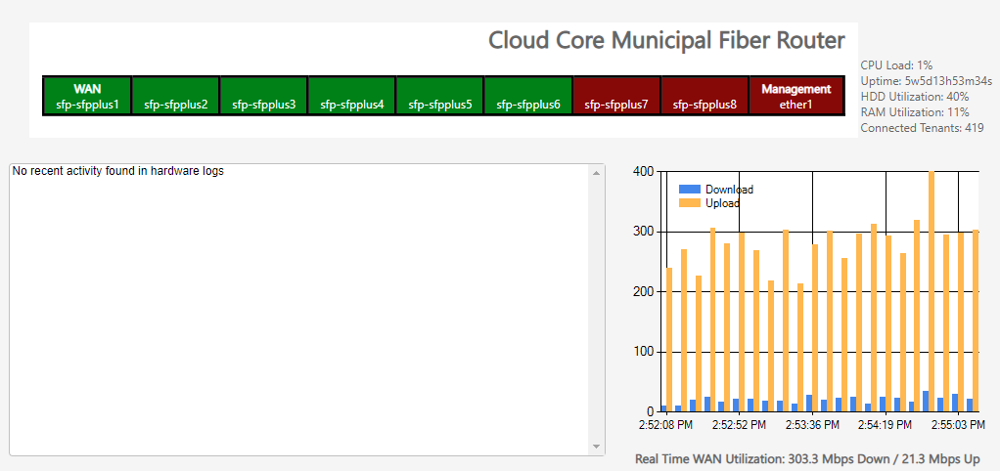 Cloud Core Municipal Fiber Router
WAN
sfp-sfpplus1
sfp-sfpplus2
sfp-sfpplus3
sfp-sfpplus4
sfp-sfpplus5
sfp-sfpplus6
sfp-sfpplus7
sfp-sfpplus8
Management
ether1
CPU Load: 1%
Uptime: 5w5d13h53m34s
HDD Utilization: 40%
RAM Utilization: 11%
Connected Tenants: 419
No recent activity found in hardware logs
Download
Upload
400
300
200
100
0
2:52:08 PM
2:52:52 PM
2:53:36 PM
2:54:19 PM
2:55:03 PM
Real Time WAN Utilization: 303.3 Mbps Down / 21.3 Mbps Up